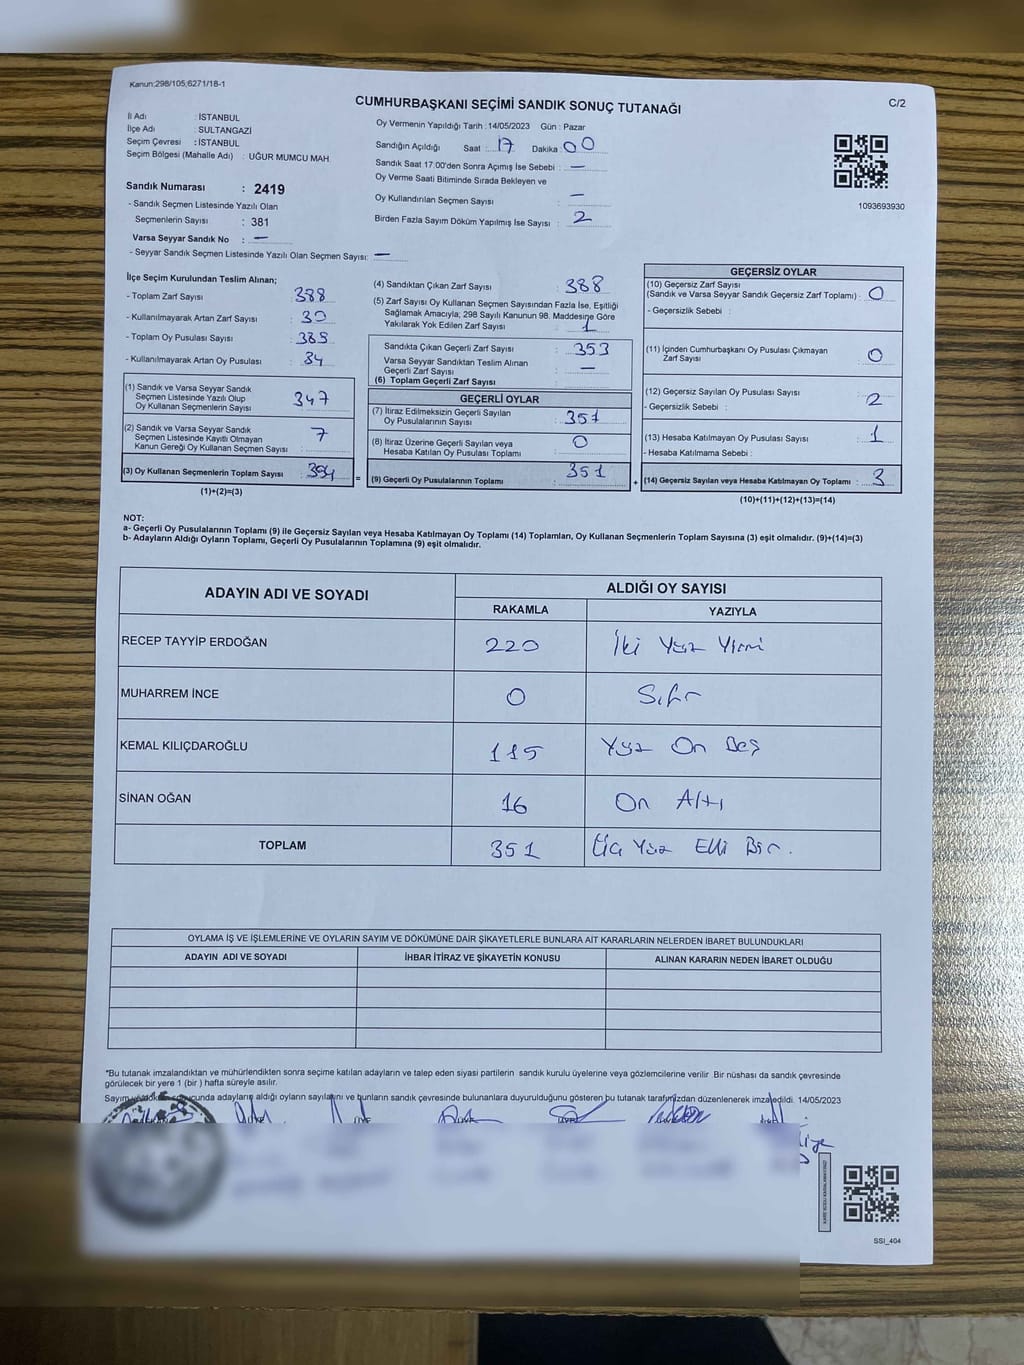 Kanun:298/105;6271/18-1
C/2
CUMHURBAŞKANI SEÇİMİ SANDIK SONUÇ TUTANAĞI
İl Adı : İSTANBUL
İlçe Adı : SULTANGAZİ
Seçim Çevresi : İSTANBUL
Seçim Bölgesi (Mahalle Adı) : UĞUR MUMCU MAH.
Sandık Numarası : 2419
- Sandık Seçmen Listesinde Yazılı Olan
Seçmenlerin Sayısı : 381
Varsa Seyyar Sandık No : —
- Seyyar Sandık Seçmen Listesinde Yazılı Olan Seçmen Sayısı: —
Oy Vermenin Yapıldığı Tarih : 14/05/2023 Gün : Pazar
Sandığın Açıldığı Saat : 17 Dakika : 00
Sandık Saat 17:00'den Sonra Açımış İse Sebebi : —
Oy Verme Saati Bitiminde Sırada Bekleyen ve
Oy Kullandırılan Seçmen Sayısı : —
Birden Fazla Sayım Döküm Yapılmış İse Sayısı : 2
1093693930
İlçe Seçim Kurulundan Teslim Alınan;
- Toplam Zarf Sayısı : 388
- Kullanılmayarak Artan Zarf Sayısı : 30
- Toplam Oy Pusulası Sayısı : 388
- Kullanılmayarak Artan Oy Pusulası : 34
(1) Sandık ve Varsa Seyyar Sandık
Seçmen Listesinde Yazılı Olup
Oy Kullanan Seçmenlerin Sayısı 347
(2) Sandık ve Varsa Seyyar Sandık
Seçmen Listesinde Kayıtlı Olmayan
Kanun Gereği Oy Kullanan Seçmen Sayısı : 7
(3) Oy Kullanan Seçmenlerin Toplam Sayısı : 354 =
(1)+(2)=(3)
(4) Sandıktan Çıkan Zarf Sayısı : 388
(5) Zarf Sayısı Oy Kullanan Seçmen Sayısından Fazla İse, Eşitliği
Sağlamak Amacıyla; 298 Sayılı Kanunun 98. Maddesine Göre
Yakılarak Yok Edilen Zarf Sayısı : 1
Sandıkta Çıkan Geçerli Zarf Sayısı : 353
Varsa Seyyar Sandıktan Teslim Alınan
Geçerli Zarf Sayısı : —
(6) Toplam Geçerli Zarf Sayısı :
GEÇERLİ OYLAR
(7) İtiraz Edilmeksizin Geçerli Sayılan
Oy Pusulalarının Sayısı : 351
(8) İtiraz Üzerine Geçerli Sayılan veya
Hesaba Katılan Oy Pusulası Toplamı : 0
(9) Geçerli Oy Pusulalarının Toplamı : 351 +
GEÇERSİZ OYLAR
(10) Geçersiz Zarf Sayısı
(Sandık ve Varsa Seyyar Sandık Geçersiz Zarf Toplamı) : 0
- Geçersizlik Sebebi :
(11) İçinden Cumhurbaşkanı Oy Pusulası Çıkmayan
Zarf Sayısı : 0
(12) Geçersiz Sayılan Oy Pusulası Sayısı : 2
- Geçersizlik Sebebi :
(13) Hesaba Katılmayan Oy Pusulası Sayısı : 1
- Hesaba Katılmama Sebebi :
(14) Geçersiz Sayılan veya Hesaba Katılmayan Oy Toplamı : 3
(10)+(11)+(12)+(13)=(14)
NOT:
a- Geçerli Oy Pusulalarının Toplamı (9) ile Geçersiz Sayılan veya Hesaba Katılmayan Oy Toplamı (14) Toplamları, Oy Kullanan Seçmenlerin Toplam Sayısına (3) eşit olmalıdır. (9)+(14)=(3)
b- Adayların Aldığı Oyların Toplamı, Geçerli Oy Pusulalarının Toplamına (9) eşit olmalıdır.
ADAYIN ADI VE SOYADI ALDIĞI OY SAYISI
RAKAMLA YAZIYLA
RECEP TAYYİP ERDOĞAN 220 İki Yüz Yirmi
MUHARREM İNCE 0 Sıfır
KEMAL KILIÇDAROĞLU 115 Yüz On Beş
SİNAN OĞAN 16 On Altı
TOPLAM 351 Üç Yüz Elli Bir.
OYLAMA İŞ VE İŞLEMLERİNE VE OYLARIN SAYIM VE DÖKÜMÜNE DAİR ŞİKAYETLERLE BUNLARA AİT KARARLARIN NELERDEN İBARET BULUNDUKLARI
ADAYIN ADI VE SOYADI İHBAR İTİRAZ VE ŞİKAYETİN KONUSU ALINAN KARARIN NEDEN İBARET OLDUĞU
*Bu tutanak imzalandıktan ve mühürlendikten sonra seçime katılan adayların ve talep eden siyasi partilerin sandık kurulu üyelerine veya gözlemcilerine verilir .Bir nüshası da sandık çevresinde
görülecek bir yere 1 (bir ) hafta süreyle asılır.
Sayım ve döküm sonucunda adayların aldığı oyların sayılarını ve bunların sandık çevresinde bulunanlara duyurulduğunu gösteren bu tutanak tarafımızdan düzenlenerek imza edildi. 14/05/2023
SSI_404